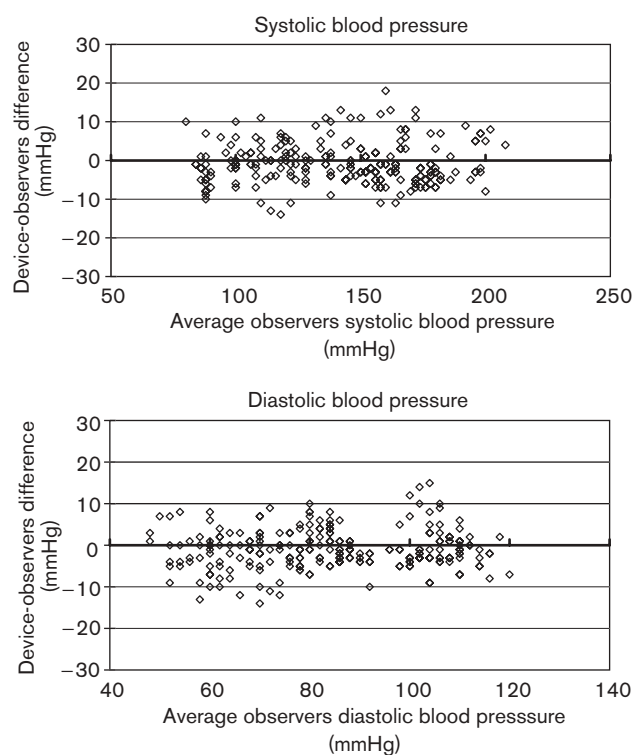 Systolic blood pressure
Device-observers difference
(mmHg)
30
20
10
0
−10
−20
−30
50
100
150
200
250
Average observers systolic blood pressure
(mmHg)
Diastolic blood pressure
Device-observers difference
(mmHg)
30
20
10
0
−10
−20
−30
40
60
80
100
120
140
Average observers diastolic blood presssure
(mmHg)